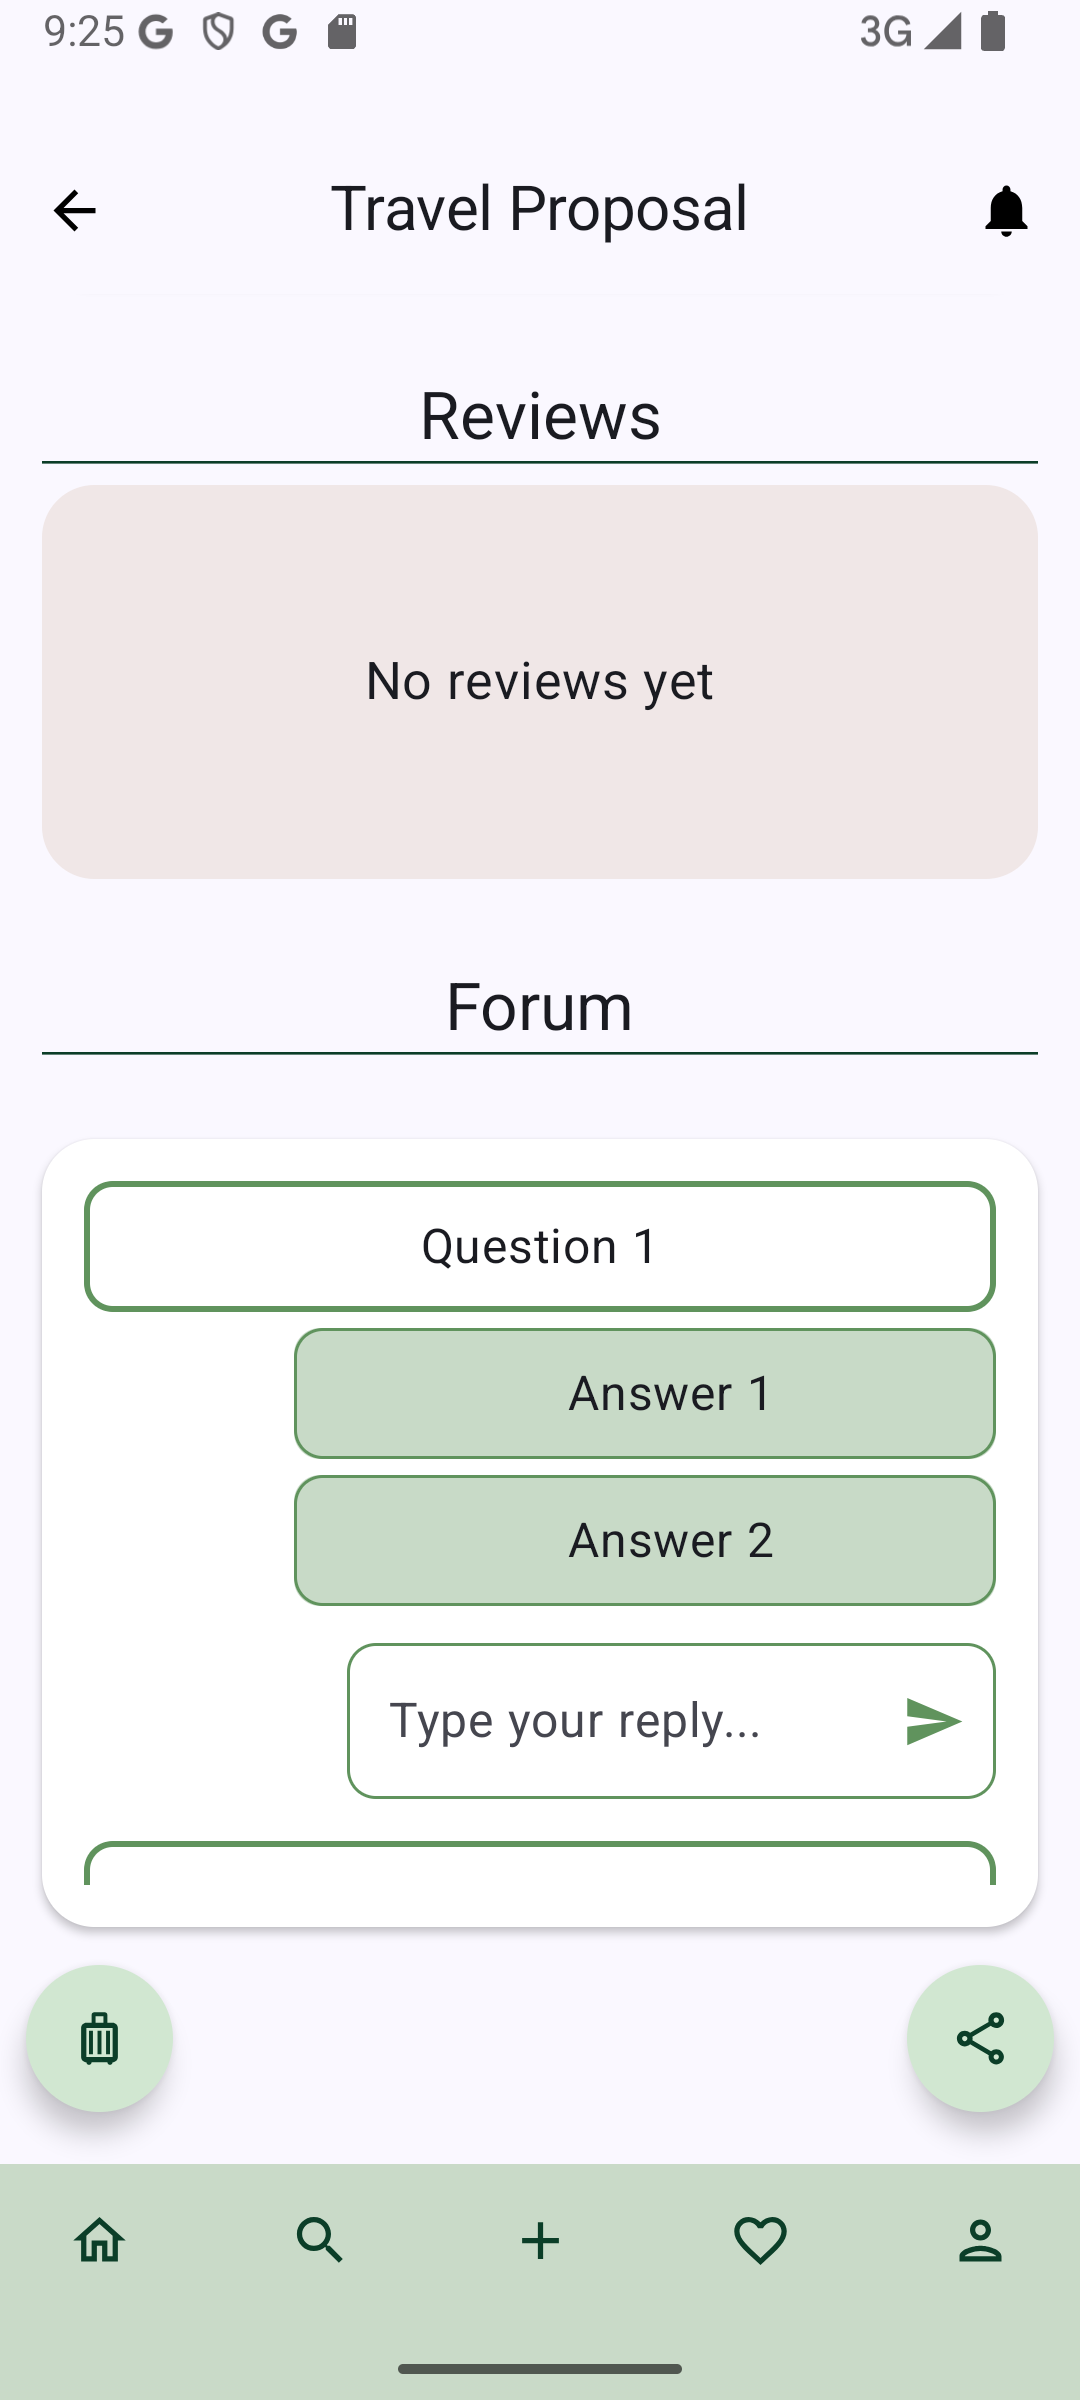 9:25
3G
Travel Proposal
Reviews
No reviews yet
Forum
Question 1
Answer 1
Answer 2
Type your reply...